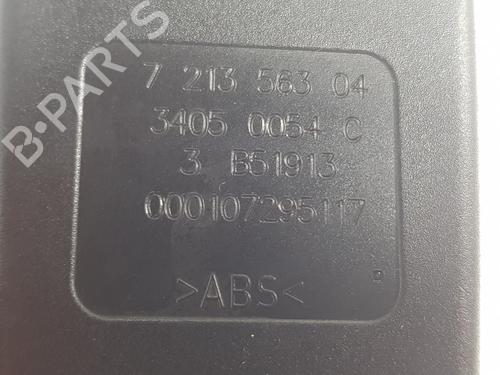 B-PARTS
7 213 563 04
3405 0054 C
3 B51913
000107295117
>ABS<